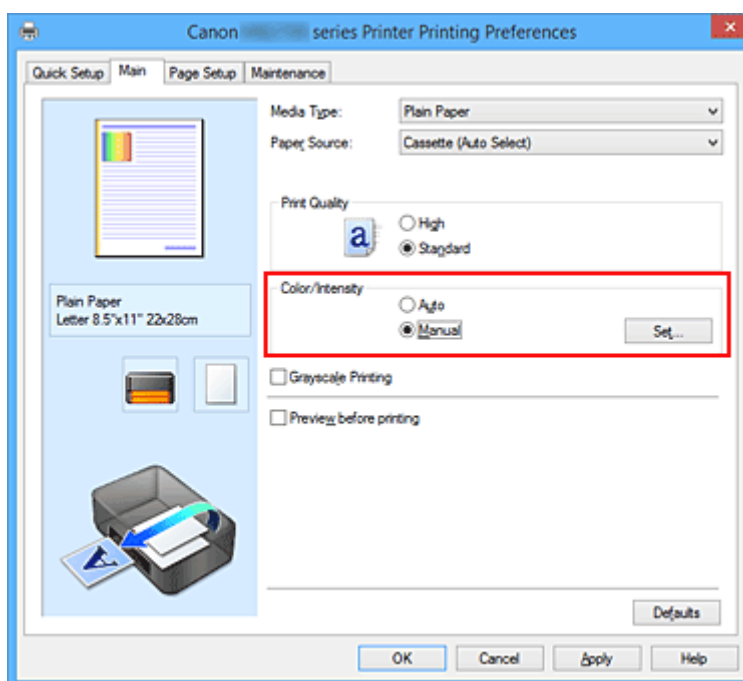 Canon series Printer Printing Preferences
Quick Setup Main Page Setup Maintenance
Media Type: Plain Paper
Paper Source: Cassette (Auto Select)
Print Quality
a
High
Standard
Color/Intensity
Auto
Manual Set...
Plain Paper
Letter 8.5"x11" 22x28cm
Grayscale Printing
Preview before printing
A
Defaults
OK Cancel Apply Help